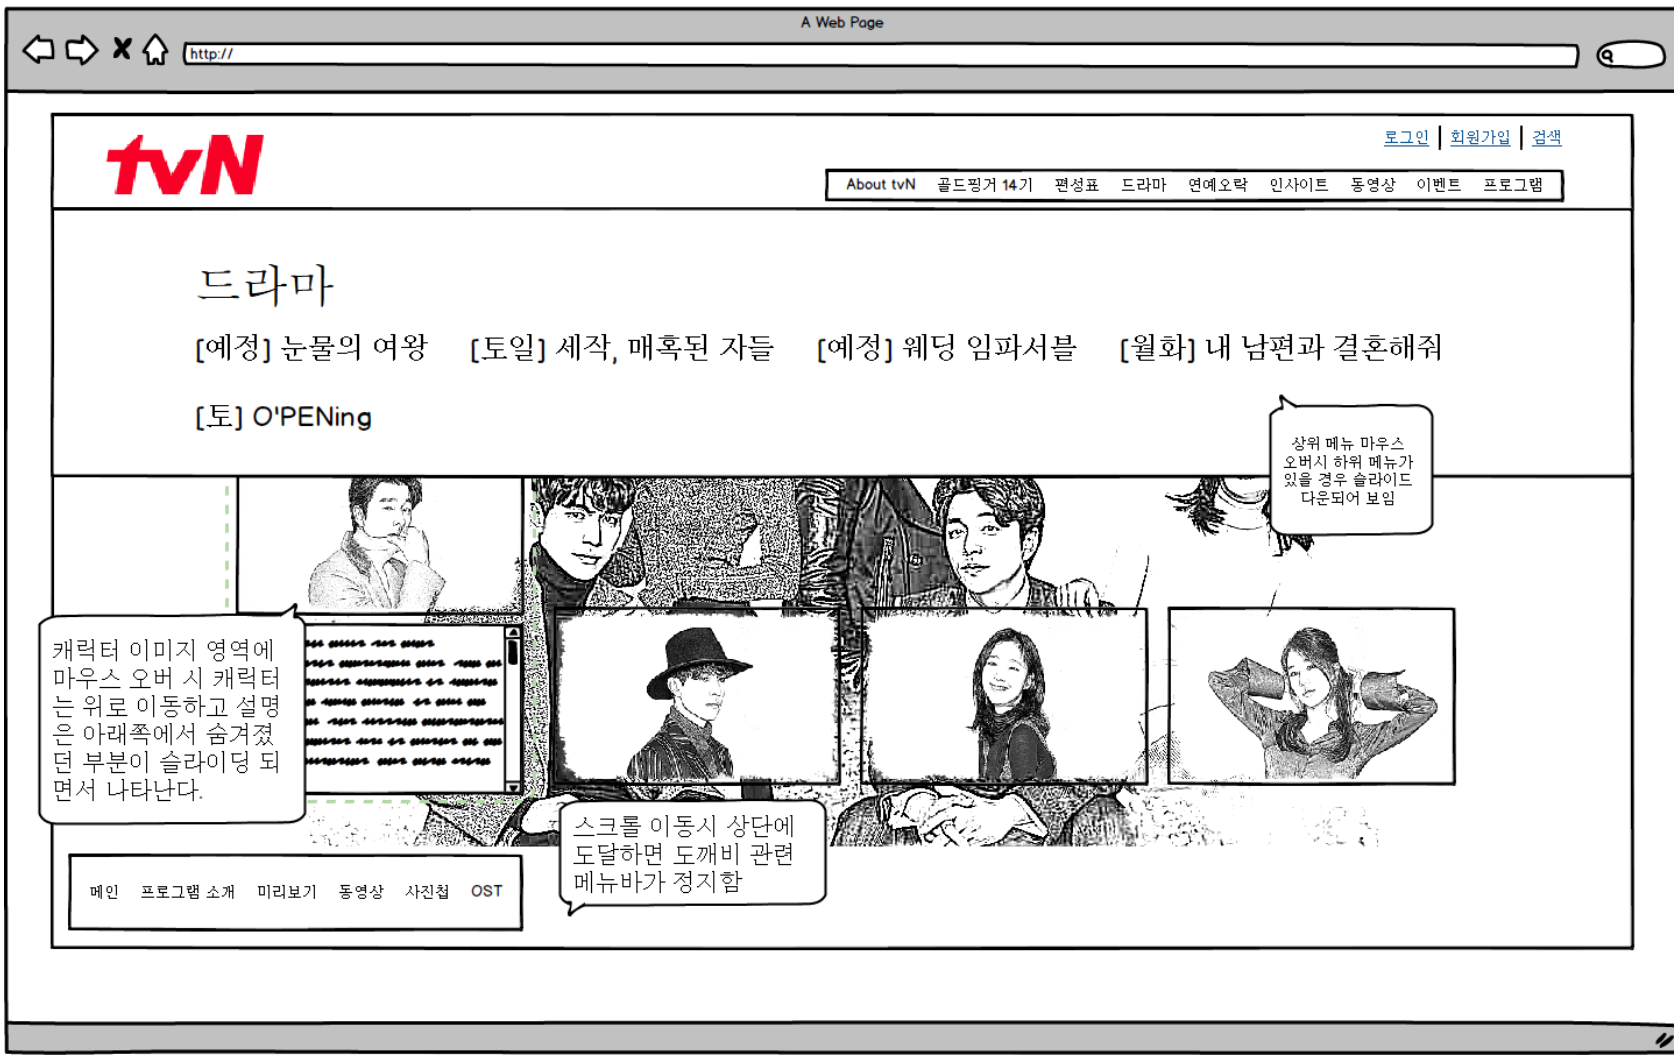 A Web Page
http://
tvN
로그인 | 회원가입 | 검색
About tvN 골드핑거 14기 편성표 드라마 연예오락 인사이트 동영상 이벤트 프로그램
드라마
[예정] 눈물의 여왕 [토일] 세작, 매혹된 자들 [예정] 웨딩 임파서블 [월화] 내 남편과 결혼해줘
[토] O'PENing
상위 메뉴 마우스
오버시 하위 메뉴가
있을 경우 슬라이드
다운되어 보임
캐릭터 이미지 영역에
마우스 오버 시 캐릭터
는 위로 이동하고 설명
은 아래쪽에서 숨겨졌
던 부분이 슬라이딩 되
면서 나타난다.
스크롤 이동시 상단에
도달하면 도깨비 관련
메뉴바가 정지함
메인 프로그램 소개 미리보기 동영상 사진첩 OST